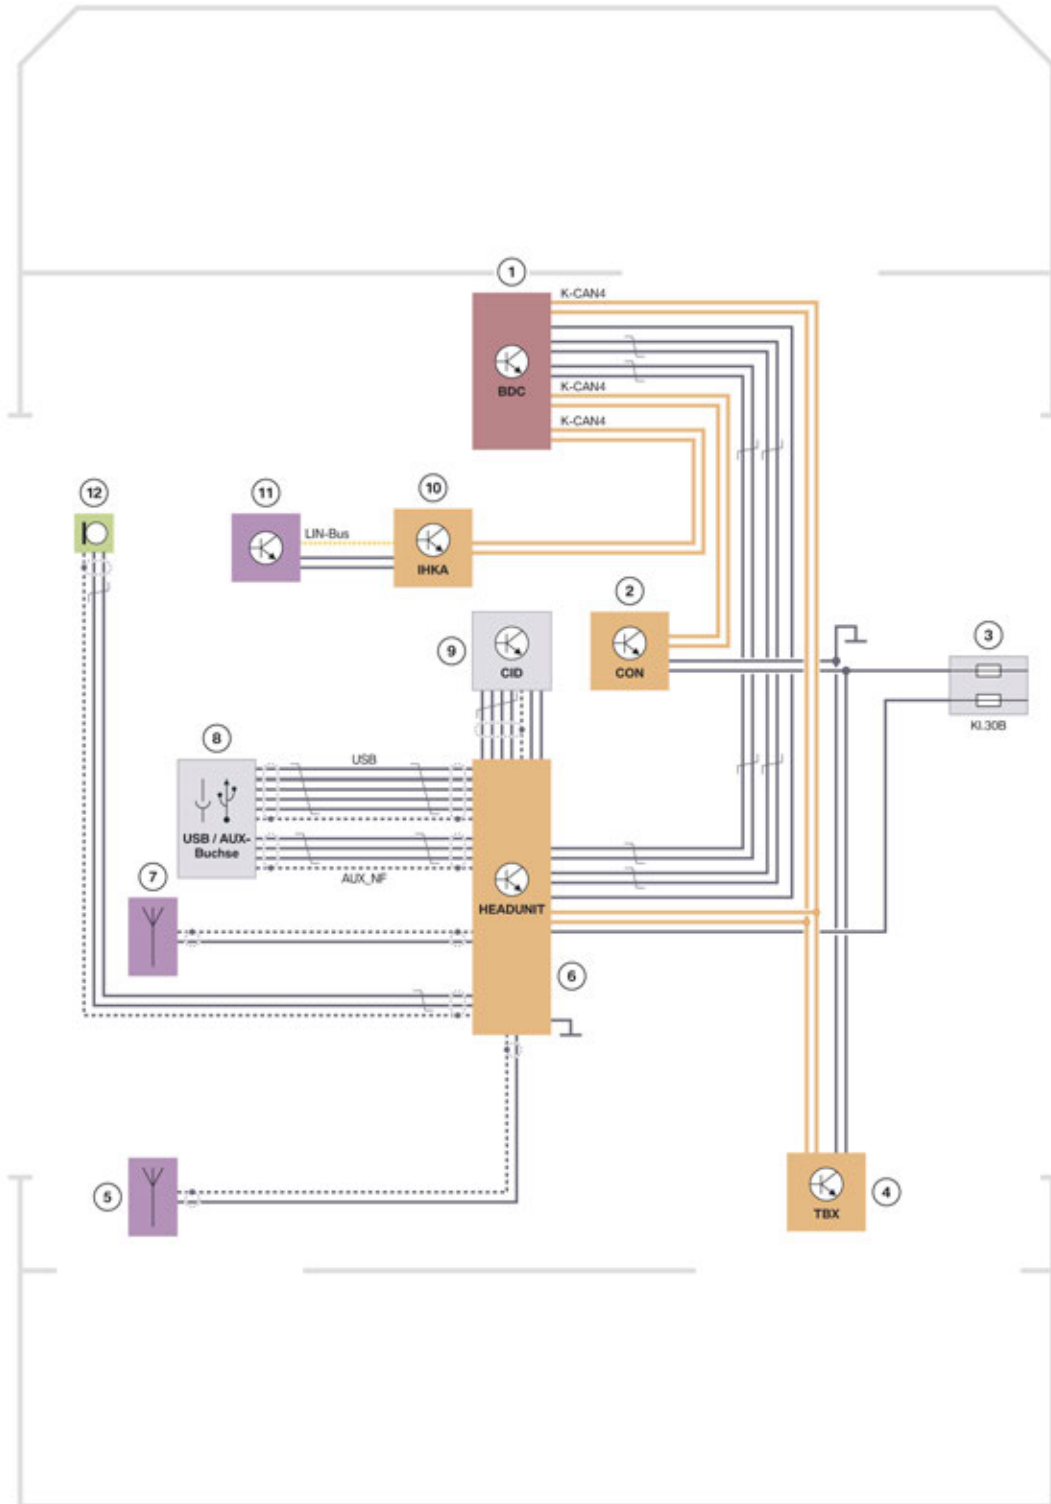 1
K-CAN4
BDC
K-CAN4
K-CAN4
12
11
10
LIN-Bus
IHKA
2
9
CID
CON
3
Kl.30B
8
USB
USB / AUX-
Buchse
AUX_NF
7
HEADUNIT
6
5
TBX
4